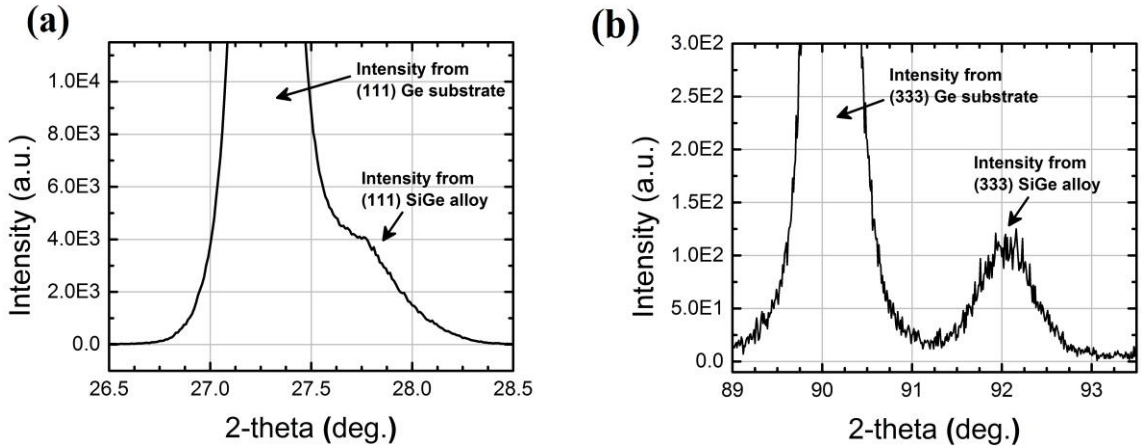 (a)
Intensity (a.u.)
1.0E4
8.0E3
6.0E3
4.0E3
2.0E3
0.0
Intensity from
(111) Ge substrate
Intensity from
(111) SiGe alloy
26.5 27.0 27.5 28.0 28.5
2-theta (deg.)
(b)
Intensity (a.u.)
3.0E2
2.5E2
2.0E2
1.5E2
1.0E2
5.0E1
0.0
Intensity from
(333) Ge substrate
Intensity from
(333) SiGe alloy
89 90 91 92 93
2-theta (deg.)